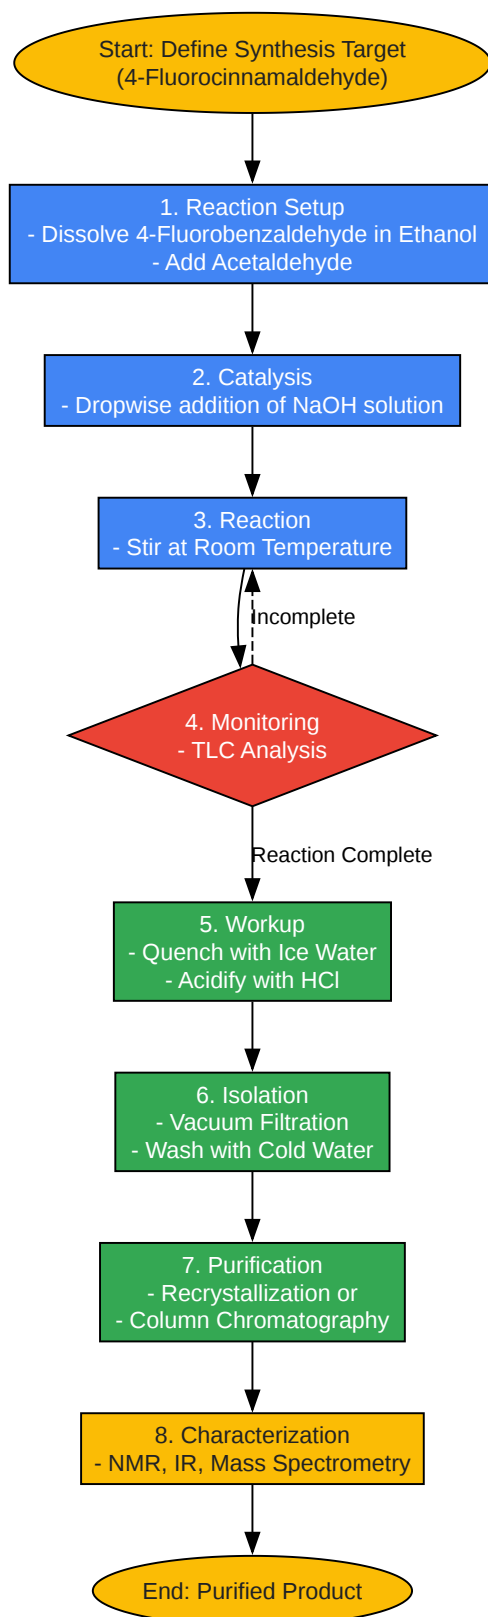 Start: Define Synthesis Target
(4-Fluorocinnamaldehyde)
1. Reaction Setup
- Dissolve 4-Fluorobenzaldehyde in Ethanol
- Add Acetaldehyde
2. Catalysis
- Dropwise addition of NaOH solution
3. Reaction
- Stir at Room Temperature
Incomplete
4. Monitoring
- TLC Analysis
Reaction Complete
5. Workup
- Quench with Ice Water
- Acidify with HCl
6. Isolation
- Vacuum Filtration
- Wash with Cold Water
7. Purification
- Recrystallization or
- Column Chromatography
8. Characterization
- NMR, IR, Mass Spectrometry
End: Purified Product